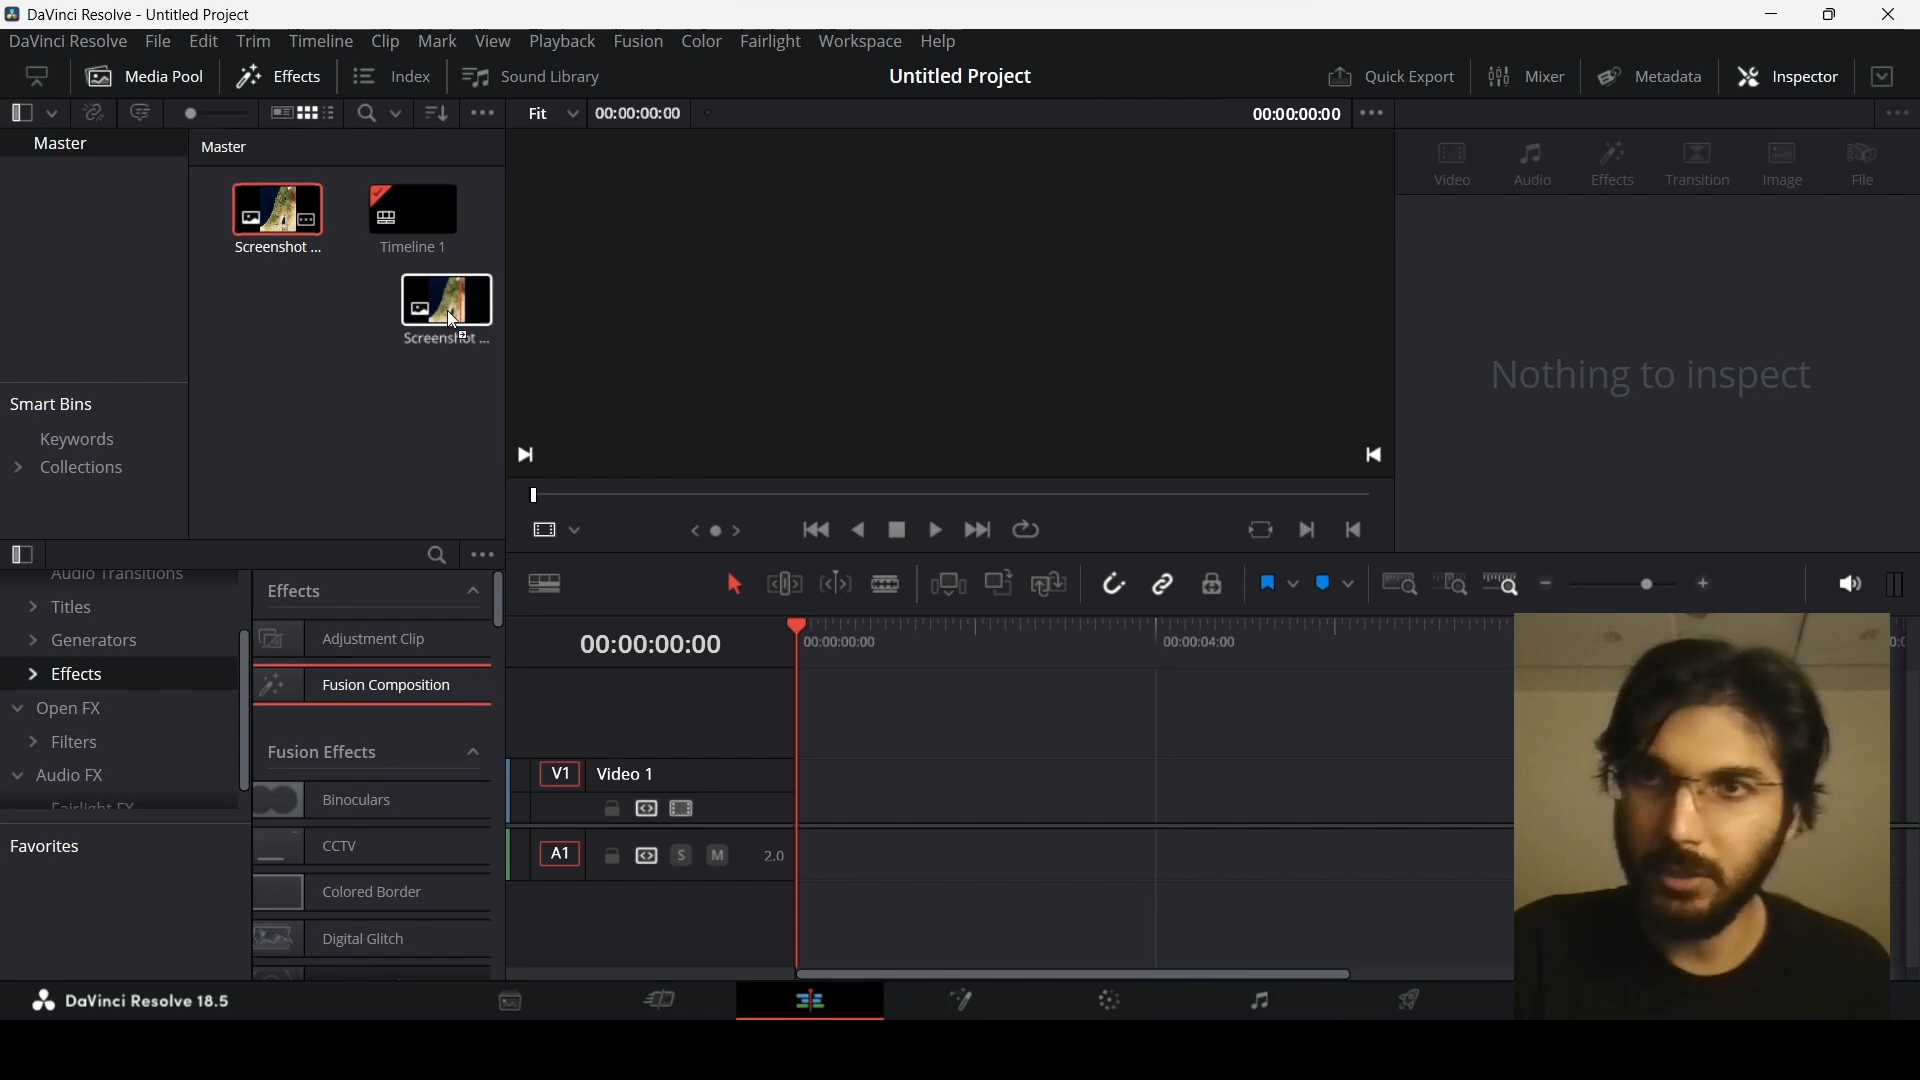 DaVinci Resolve - Untitled Project
DaVinci Resolve File Edit Trim Timeline Clip Mark View Playback Fusion Color Fairlight Workspace Help
Media Pool Effects Index Sound Library Untitled Project Quick Export Mixer Metadata Inspector
Fit 00:00:00:00 00:00:00:00
Master Master
Video Audio Effects Transition Image File
Screenshot ... Timeline 1
Screenshot ...
Nothing to inspect
Smart Bins
Keywords
Collections
Audio Transitions
Titles
Generators
Effects
Open FX
Filters
Audio FX
Fairlight FX
Favorites
Effects
Adjustment Clip
Fusion Composition
Fusion Effects
Binoculars
CCTV
Colored Border
Digital Glitch
00:00:00:00 00:00:00:00 00:00:04:00
V1 Video 1
A1 S M 2.0
DaVinci Resolve 18.5